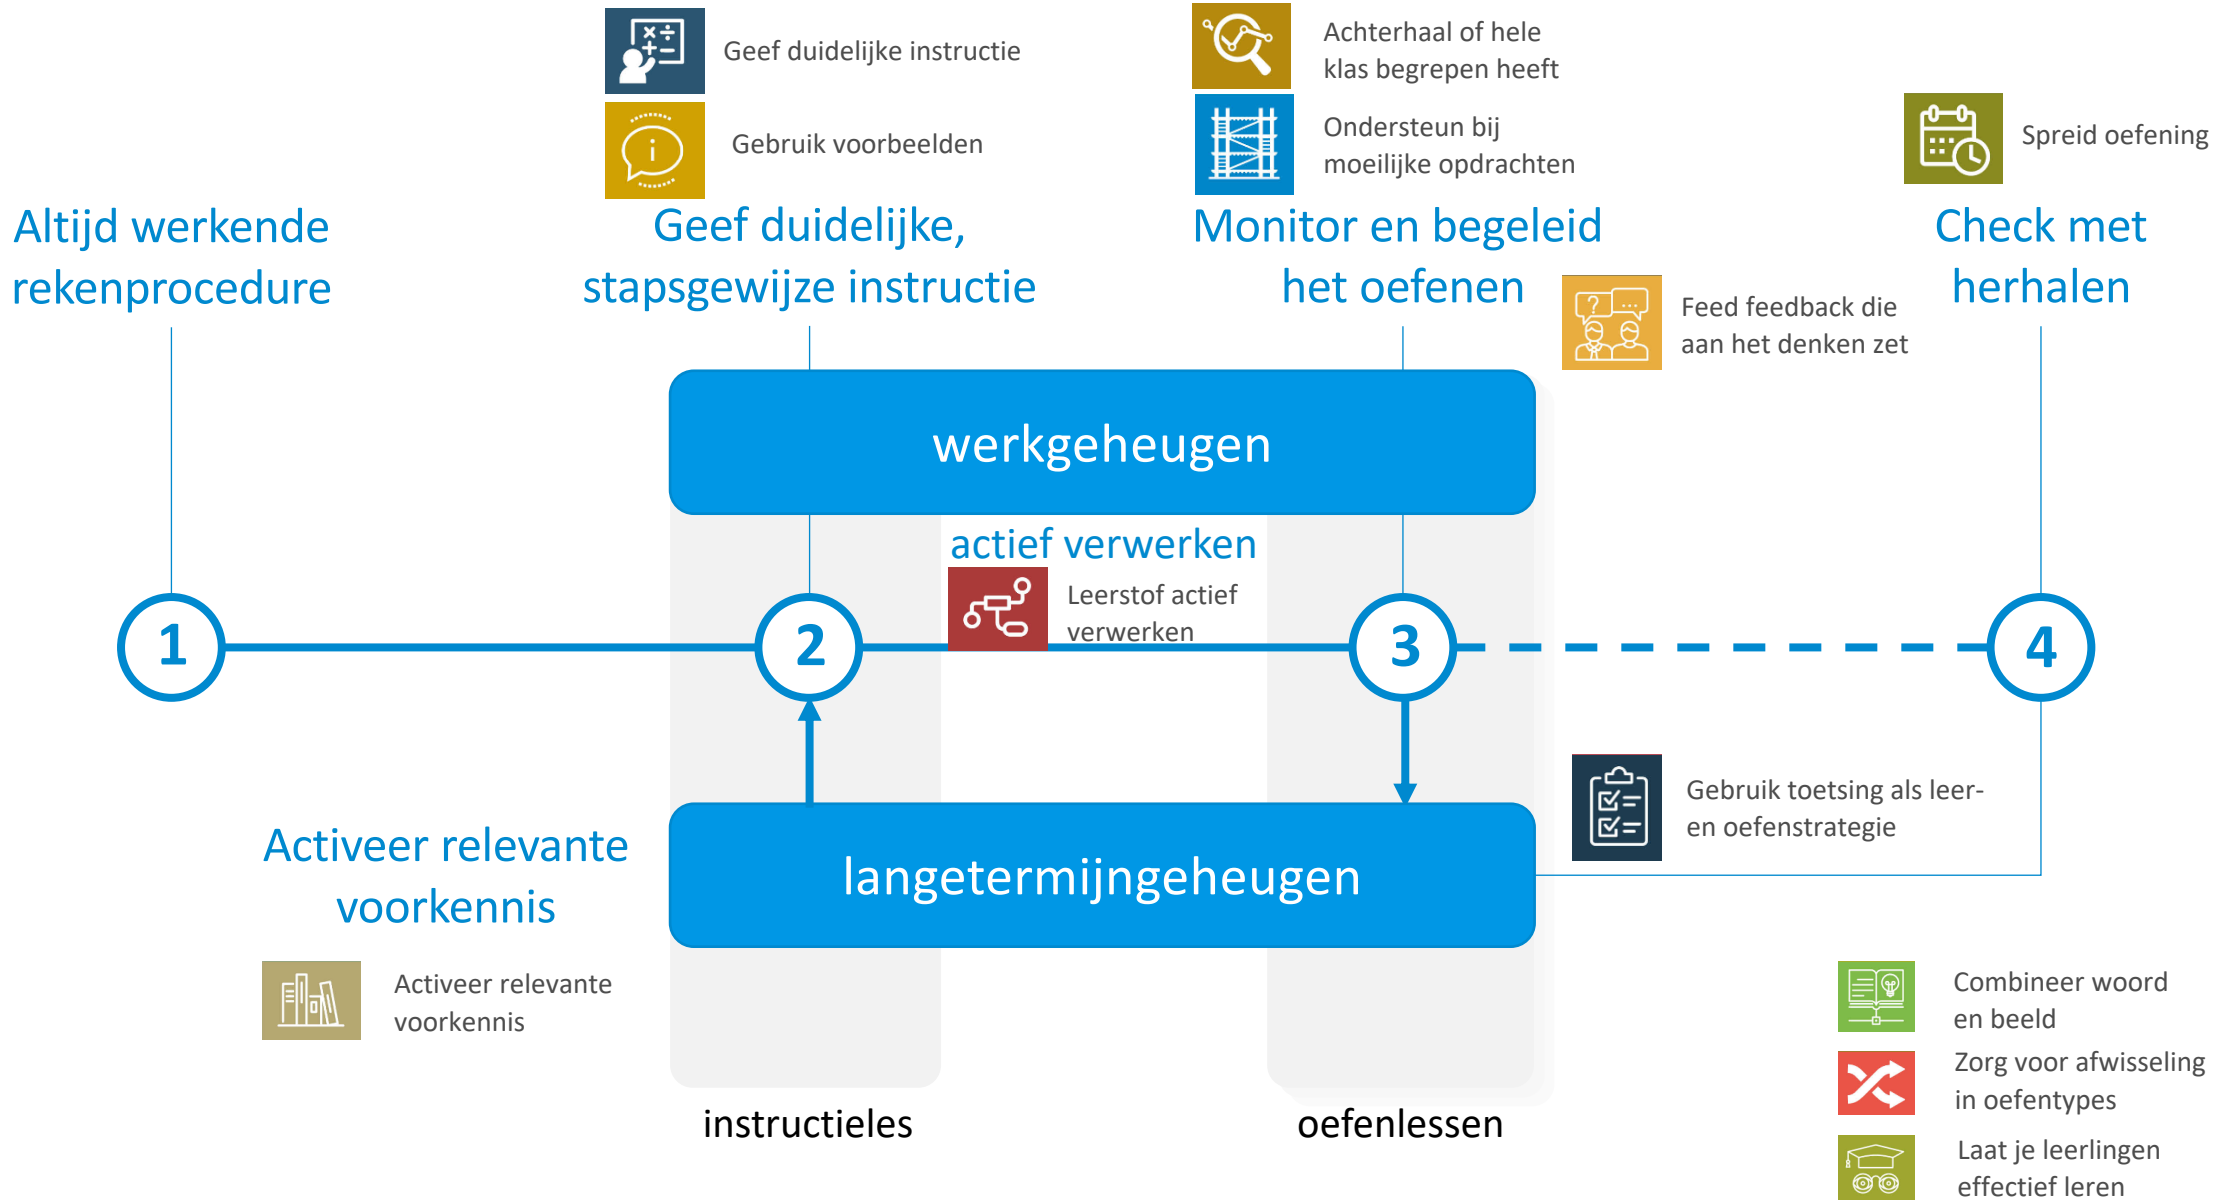 Geef duidelijke instructie
Gebruik voorbeelden
Achterhaal of hele
klas begrepen heeft
Ondersteun bij
moeilijke opdrachten
Spreid oefening
Altijd werkende
rekenprocedure
Geef duidelijke,
stapsgewijze instructie
Monitor en begeleid
het oefenen
Check met
herhalen
Feed feedback die
aan het denken zet
werkgeheugen
actief verwerken
Leerstof actief
verwerken
1
2
3
4
Activeer relevante
voorkennis
langetermijngeheugen
Gebruik toetsing als leer-
en oefenstrategie
Activeer relevante
voorkennis
instructieles
oefenlessen
Combineer woord
en beeld
Zorg voor afwisseling
in oefentypes
Laat je leerlingen
effectief leren